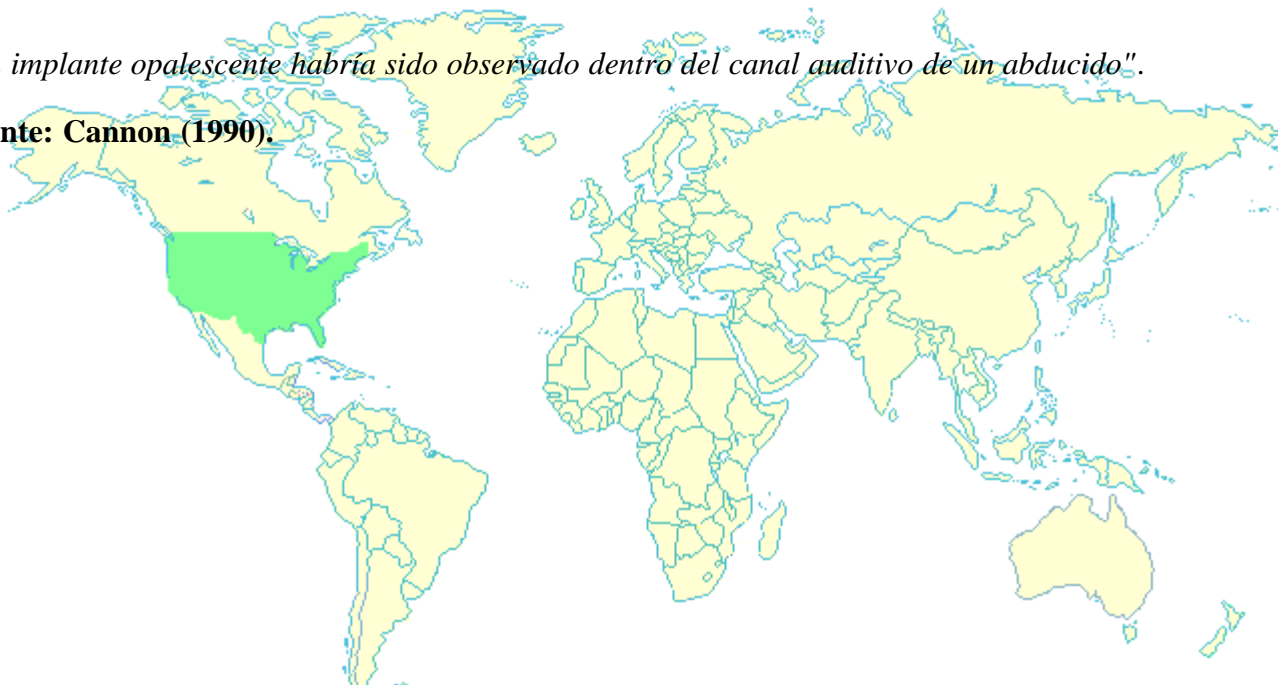 implante opalescente habría sido observado dentro del canal auditivo de un abducido".
nte: Cannon (1990).